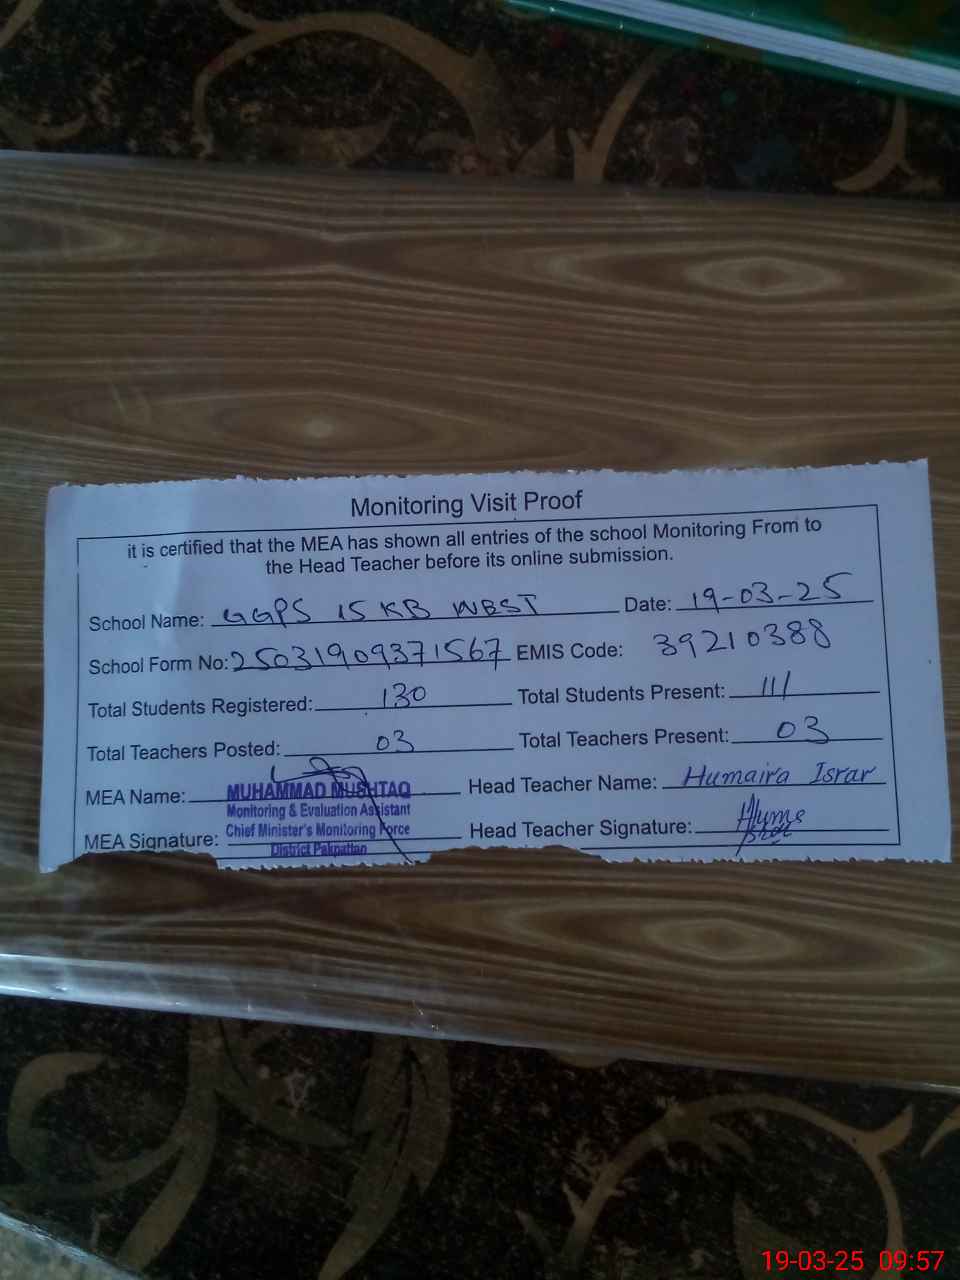 Monitoring Visit Proof
it is certified that the MEA has shown all entries of the school Monitoring From to
the Head Teacher before its online submission.
School Name: GGPS 15 KB WEST Date: 19-03-25
School Form No: 25031909371567 EMIS Code: 39210388
Total Students Registered: 130 Total Students Present: 111
Total Teachers Posted: 03 Total Teachers Present: 03
MEA Name: MUHAMMAD MUSHTAQ Head Teacher Name: Humaira Israr
Monitoring & Evaluation Assistant
MEA Signature: Chief Minister's Monitoring Force Head Teacher Signature:
District Pakpattan
19-03-25 09:57